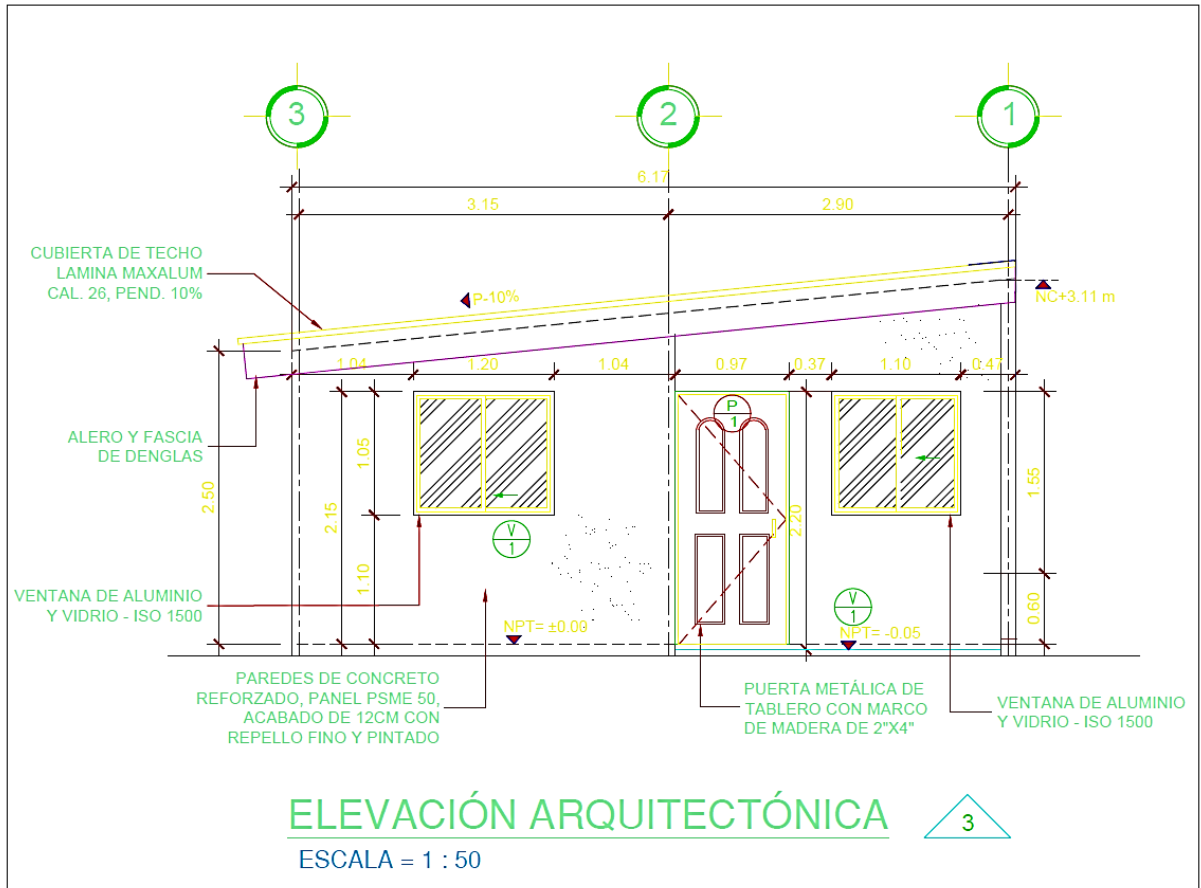 3
2
1
6.17
3.15
2.90
CUBIERTA DE TECHO
LAMINA MAXALUM
CAL. 26, PEND. 10%
P-10%
NC+3.11 m
1.04
1.20
1.04
0.97
0.37
1.10
0.47
P
1
ALERO Y FASCIA
DE DENGLAS
2.50
2.15
1.05
1.10
2.20
1.55
0.60
V
1
V
1
VENTANA DE ALUMINIO
Y VIDRIO - ISO 1500
NPT= ±0.00
NPT= -0.05
PAREDES DE CONCRETO
REFORZADO, PANEL PSME 50,
ACABADO DE 12CM CON
REPELLO FINO Y PINTADO
PUERTA METÁLICA DE
TABLERO CON MARCO
DE MADERA DE 2"X4"
VENTANA DE ALUMINIO
Y VIDRIO - ISO 1500
ELEVACIÓN ARQUITECTÓNICA
3
ESCALA = 1 : 50